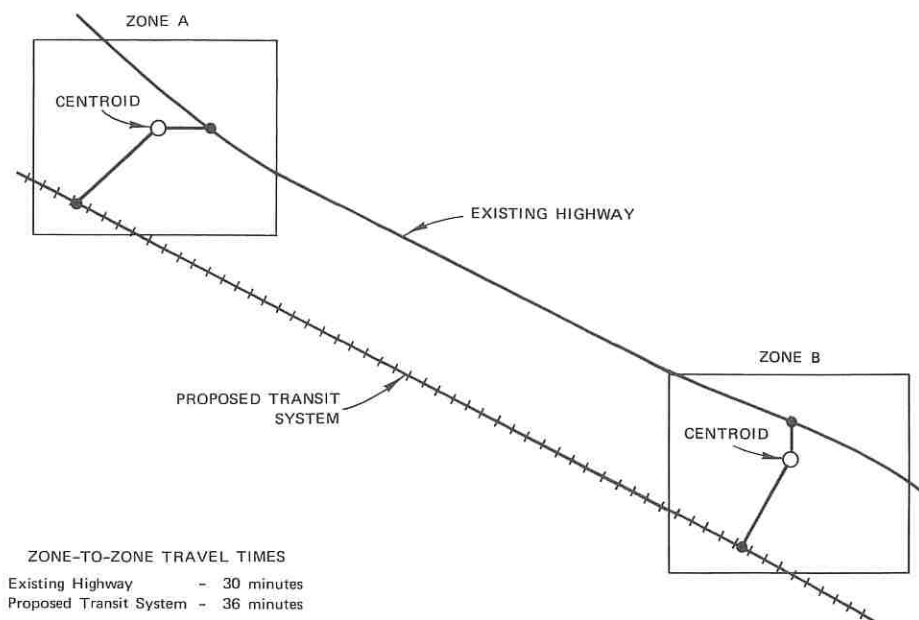 ZONE A
CENTROID
EXISTING HIGHWAY
ZONE B
PROPOSED TRANSIT
SYSTEM
CENTROID
ZONE-TO-ZONE TRAVEL TIMES
Existing Highway - 30 minutes
Proposed Transit System - 36 minutes